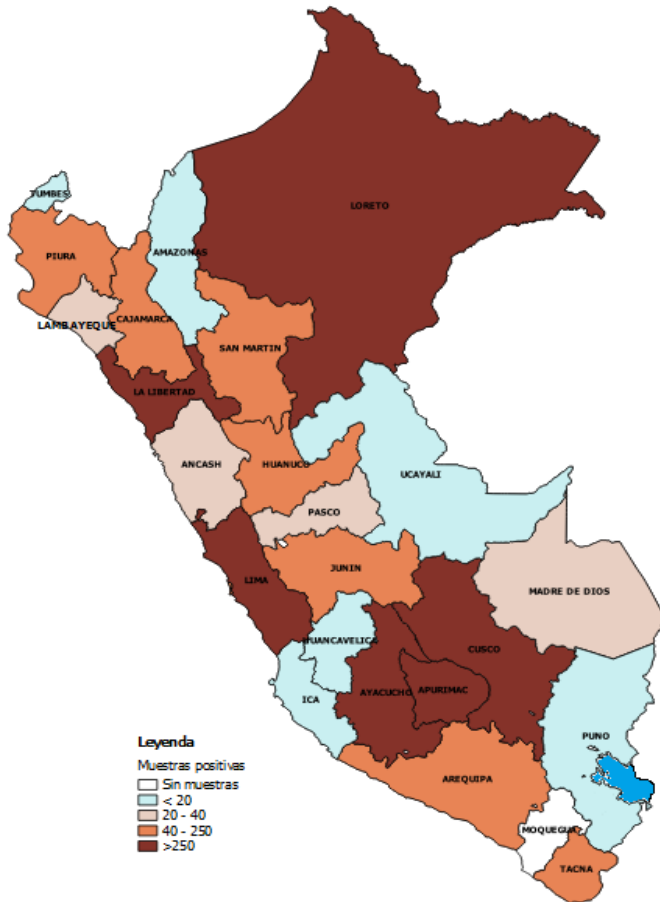 LORETO
TUMBES
AMAZONAS
PIURA
CAJAMARCA
LAMBAYEQUE
SAN MARTIN
LA LIBERTAD
ANCASH
HUANUCO
UCAYALI
PASCO
JUNIN
LIMA
MADRE DE DIOS
HUANCAVELICA
CUSCO
AYACUCHO
APURIMAC
ICA
PUNO
AREQUIPA
MOQUEGUA
TACNA
Leyenda
Muestras positivas
Sin muestras
< 20
20 - 40
40 - 250
>250